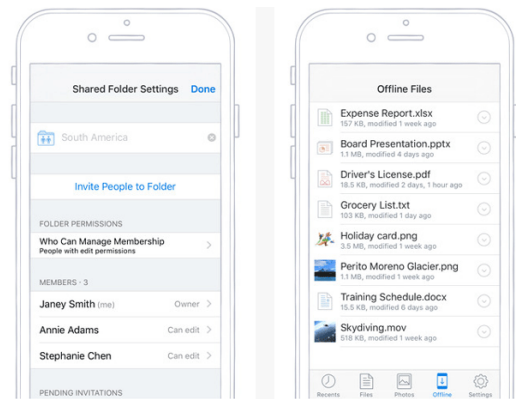 Shared Folder Settings Done
South America
Invite People to Folder
FOLDER PERMISSIONS
Who Can Manage Membership
People with edit permissions
MEMBERS · 3
Janey Smith (me) Owner
Annie Adams Can edit
Stephanie Chen Can edit
PENDING INVITATIONS
Offline Files
Expense Report.xlsx
157 KB, modified 1 week ago
Board Presentation.pptx
1.1 MB, modified 4 days ago
Driver's License.pdf
18.5 KB, modified 2 days, 1 hour ago
Grocery List.txt
103 KB, modified 1 day ago
Holiday card.png
3.5 MB, modified 1 week ago
Perito Moreno Glacier.png
1.1 MB, modified 1 week ago
Training Schedule.docx
15.5 KB, modified 6 days ago
Skydiving.mov
518 KB, modified 1 week ago
Recents Files Photos Offline Settings